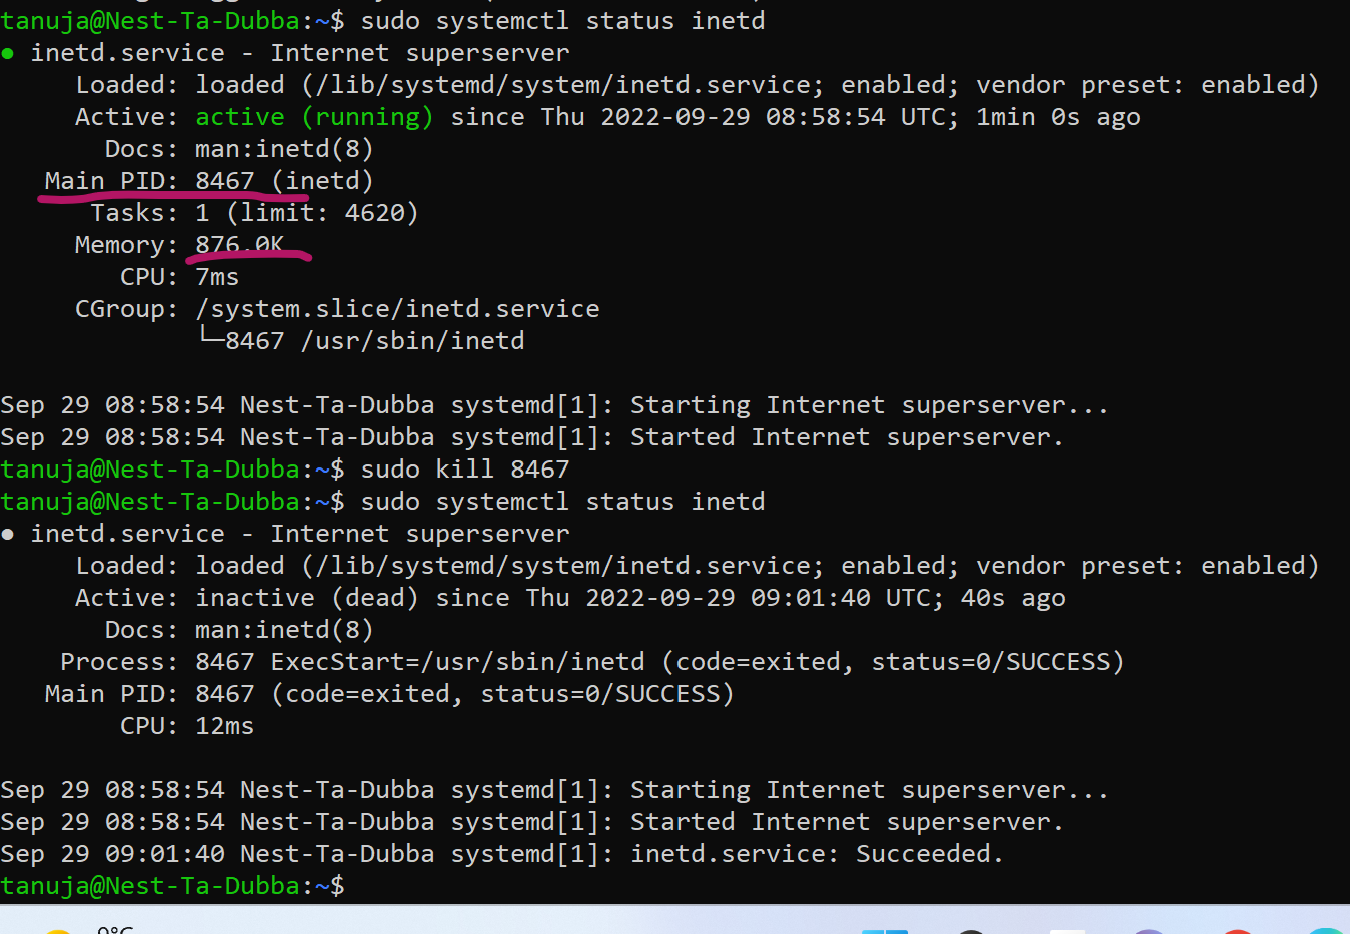 tanuja@Nest-Ta-Dubba:~$ sudo systemctl status inetd
● inetd.service - Internet superserver
Loaded: loaded (/lib/systemd/system/inetd.service; enabled; vendor preset: enabled)
Active: active (running) since Thu 2022-09-29 08:58:54 UTC; 1min 0s ago
Docs: man:inetd(8)
Main PID: 8467 (inetd)
Tasks: 1 (limit: 4620)
Memory: 876.0K
CPU: 7ms
CGroup: /system.slice/inetd.service
└─8467 /usr/sbin/inetd
Sep 29 08:58:54 Nest-Ta-Dubba systemd[1]: Starting Internet superserver...
Sep 29 08:58:54 Nest-Ta-Dubba systemd[1]: Started Internet superserver.
tanuja@Nest-Ta-Dubba:~$ sudo kill 8467
tanuja@Nest-Ta-Dubba:~$ sudo systemctl status inetd
● inetd.service - Internet superserver
Loaded: loaded (/lib/systemd/system/inetd.service; enabled; vendor preset: enabled)
Active: inactive (dead) since Thu 2022-09-29 09:01:40 UTC; 40s ago
Docs: man:inetd(8)
Process: 8467 ExecStart=/usr/sbin/inetd (code=exited, status=0/SUCCESS)
Main PID: 8467 (code=exited, status=0/SUCCESS)
CPU: 12ms
Sep 29 08:58:54 Nest-Ta-Dubba systemd[1]: Starting Internet superserver...
Sep 29 08:58:54 Nest-Ta-Dubba systemd[1]: Started Internet superserver.
Sep 29 09:01:40 Nest-Ta-Dubba systemd[1]: inetd.service: Succeeded.
tanuja@Nest-Ta-Dubba:~$